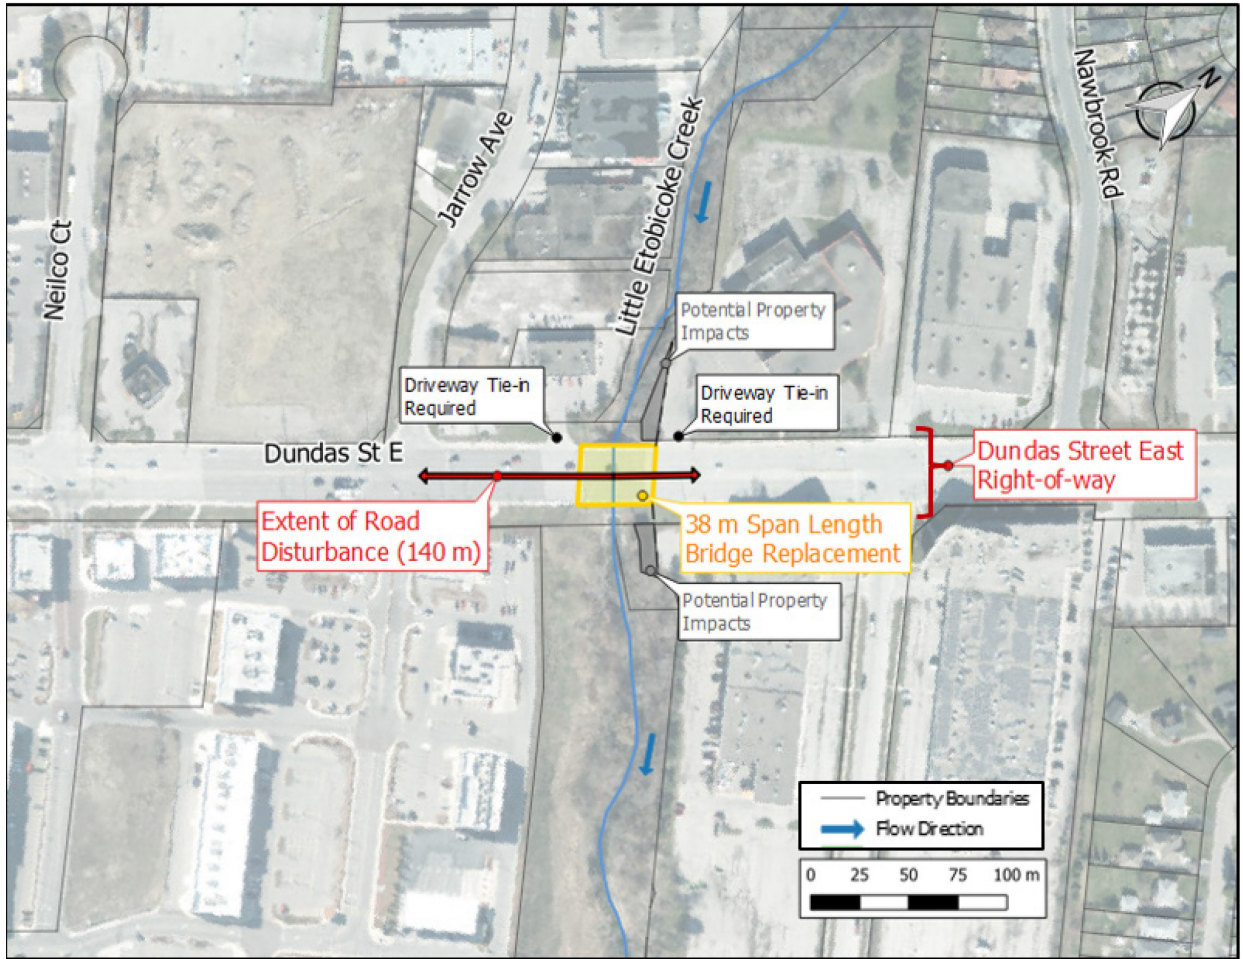 N
Nawbrook Rd
Jarrow Ave
Little Etobicoke Creek
Neilco Ct
Potential Property
Impacts
Driveway Tie-in
Required
Driveway Tie-in
Required
Dundas St E
Dundas Street East
Right-of-way
Extent of Road
Disturbance (140 m)
38 m Span Length
Bridge Replacement
Potential Property
Impacts
Property Boundaries
Flow Direction
0 25 50 75 100 m